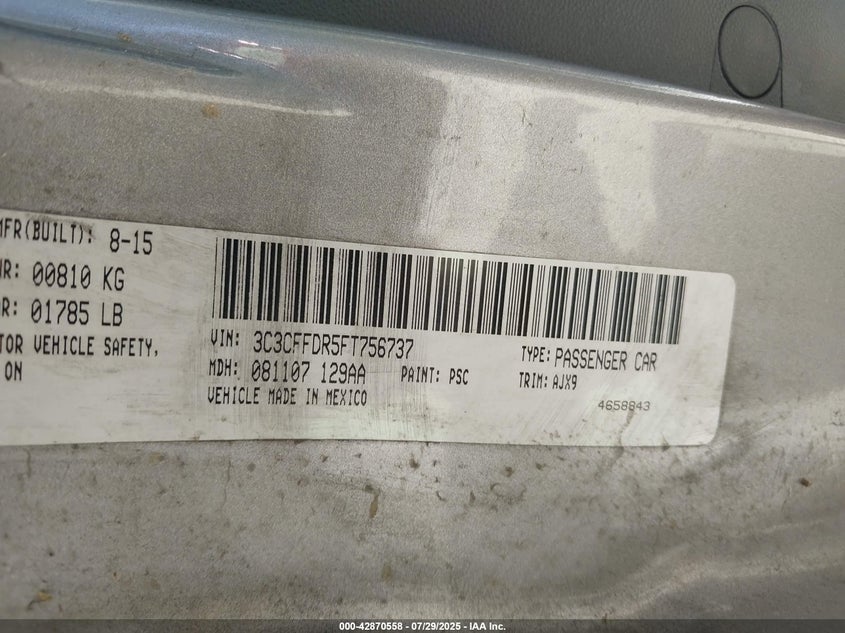 MFR(BUILT): 8-15
00810 KG
01785 LB
VEHICLE SAFETY,
ON
VIN: 3C3CFFDR5FT756737
TYPE: PASSENGER CAR
MDH: 081107 129AA PAINT: PSC TRIM: AJX9
VEHICLE MADE IN MEXICO
4658843
000-42870558 - 07/29/2025 - IAA Inc.